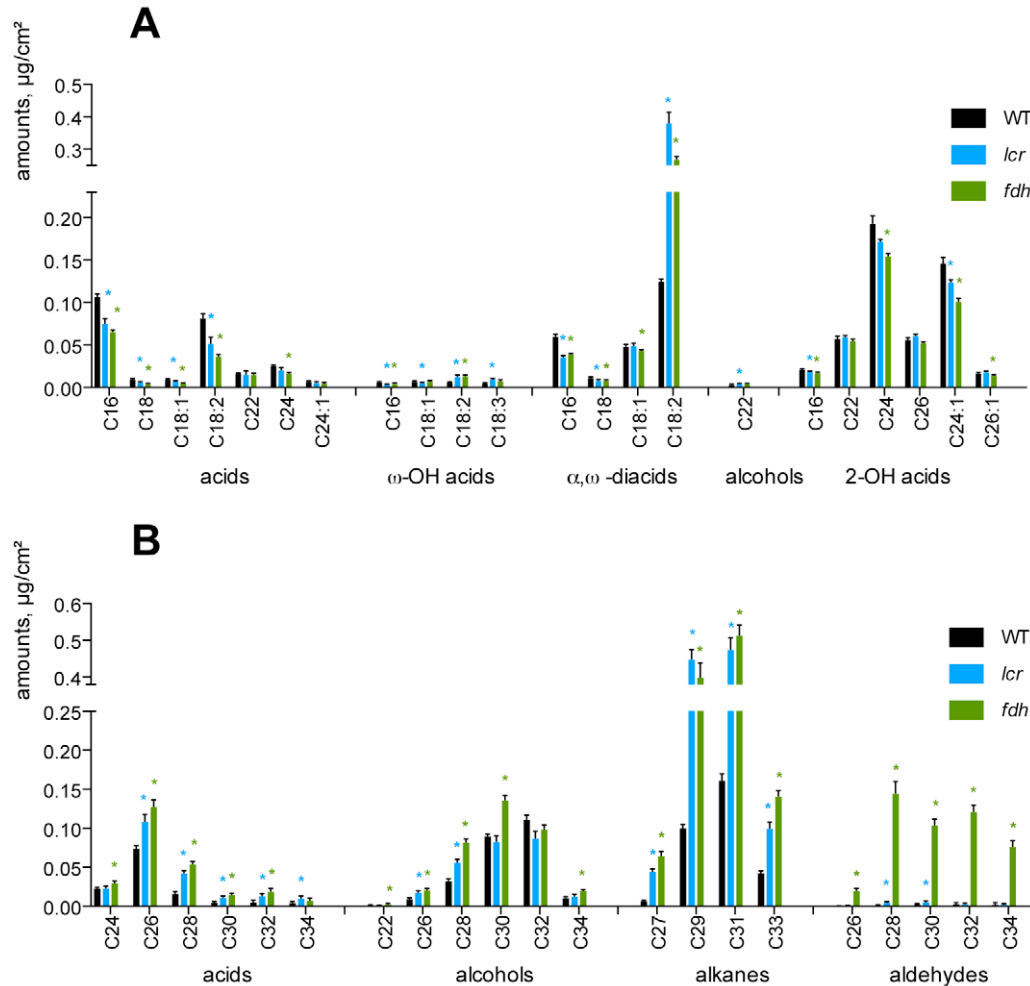 A
amounts, µg/cm²
0.5
0.4
0.3
0.20
0.15
0.10
0.05
0.00
WT
lcr
fdh
* * * * * * * * * * * * * * * * * * * * * * * * * * * * *
C16 C18 C18:1 C18:2 C22 C24 C24:1 C16 C18:1 C18:2 C18:3 C16 C18 C18:1 C18:2 C22 C16 C22 C24 C26 C24:1 C26:1
acids ω-OH acids α,ω -diacids alcohols 2-OH acids
B
amounts, µg/cm²
0.6
0.5
0.4
0.25
0.20
0.15
0.10
0.05
0.00
WT
lcr
fdh
C24 C26 C28 C30 C32 C34 C22 C26 C28 C30 C32 C34 C27 C29 C31 C33 C26 C28 C30 C32 C34
acids alcohols alkanes aldehydes